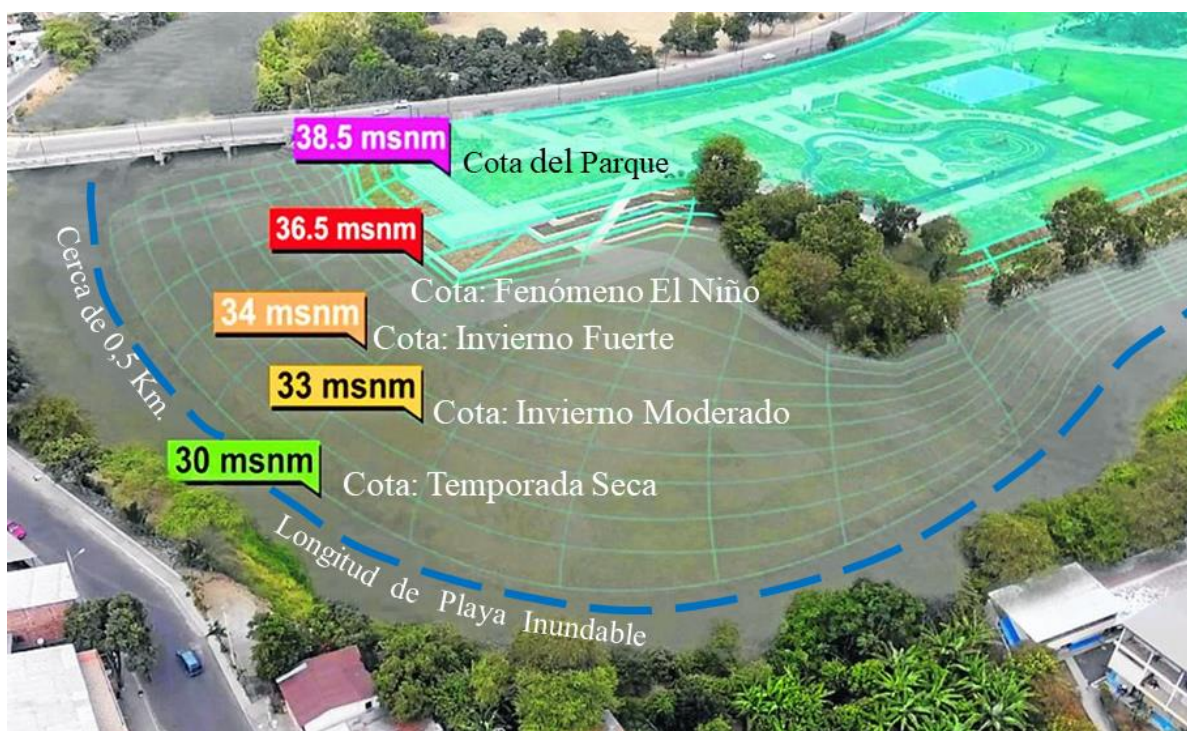 38.5 msnm
Cota del Parque
36.5 msnm
Cota: Fenómeno El Niño
34 msnm
Cota: Invierno Fuerte
33 msnm
Cota: Invierno Moderado
30 msnm
Cota: Temporada Seca
Cerca de 0,5 Km.
Longitud de Playa Inundable